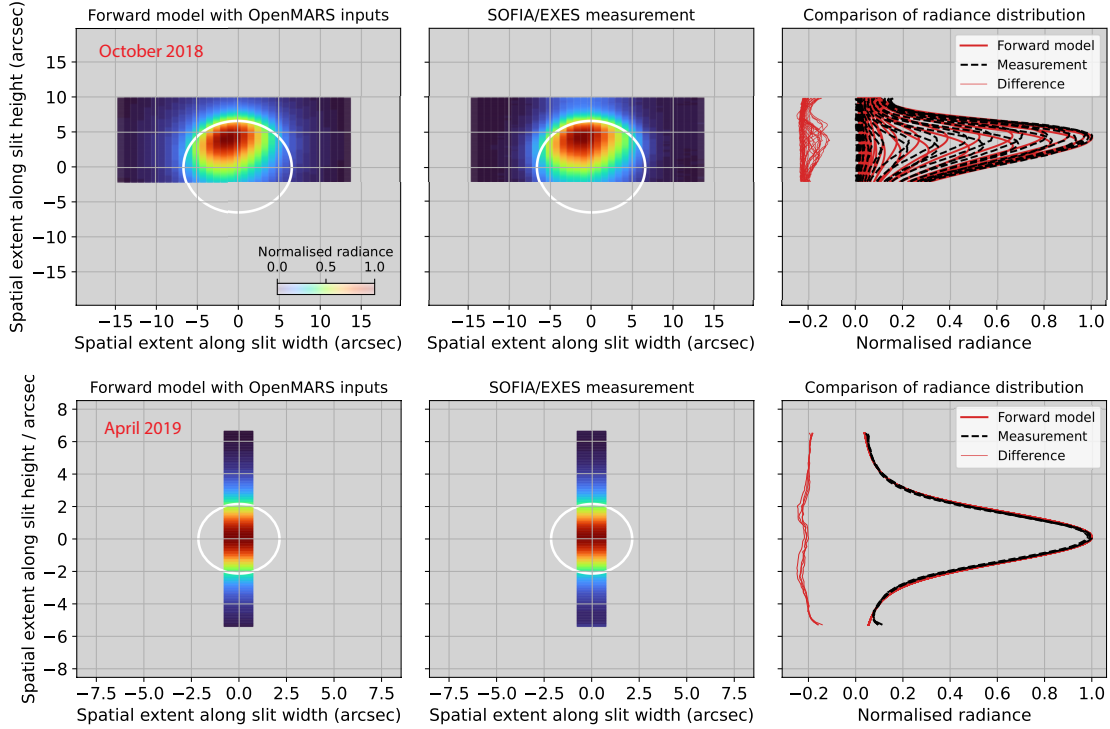 Forward model with OpenMARS inputs
SOFIA/EXES measurement
Comparison of radiance distribution
Spatial extent along slit height (arcsec)
October 2018
15
10
5
0
−5
−10
−15
Normalised radiance
0.0 0.5 1.0
−15 −10 −5 0 5 10 15
Spatial extent along slit width (arcsec)
−15 −10 −5 0 5 10 15
Spatial extent along slit width (arcsec)
Forward model
Measurement
Difference
−0.2 0.0 0.2 0.4 0.6 0.8 1.0
Normalised radiance
Forward model with OpenMARS inputs
SOFIA/EXES measurement
Comparison of radiance distribution
Spatial extent along slit height / arcsec
April 2019
8
6
4
2
0
−2
−4
−6
−8
−7.5 −5.0 −2.5 0.0 2.5 5.0 7.5
Spatial extent along slit width (arcsec)
−7.5 −5.0 −2.5 0.0 2.5 5.0 7.5
Spatial extent along slit width (arcsec)
Forward model
Measurement
Difference
−0.2 0.0 0.2 0.4 0.6 0.8 1.0
Normalised radiance